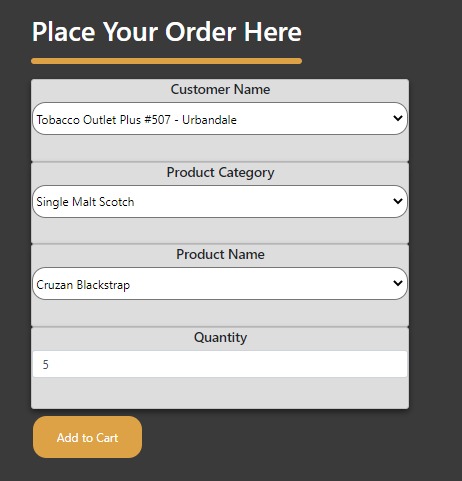 Place Your Order Here
Customer Name
Tobacco Outlet Plus #507 - Urbandale
Product Category
Single Malt Scotch
Product Name
Cruzan Blackstrap
Quantity
5
Add to Cart